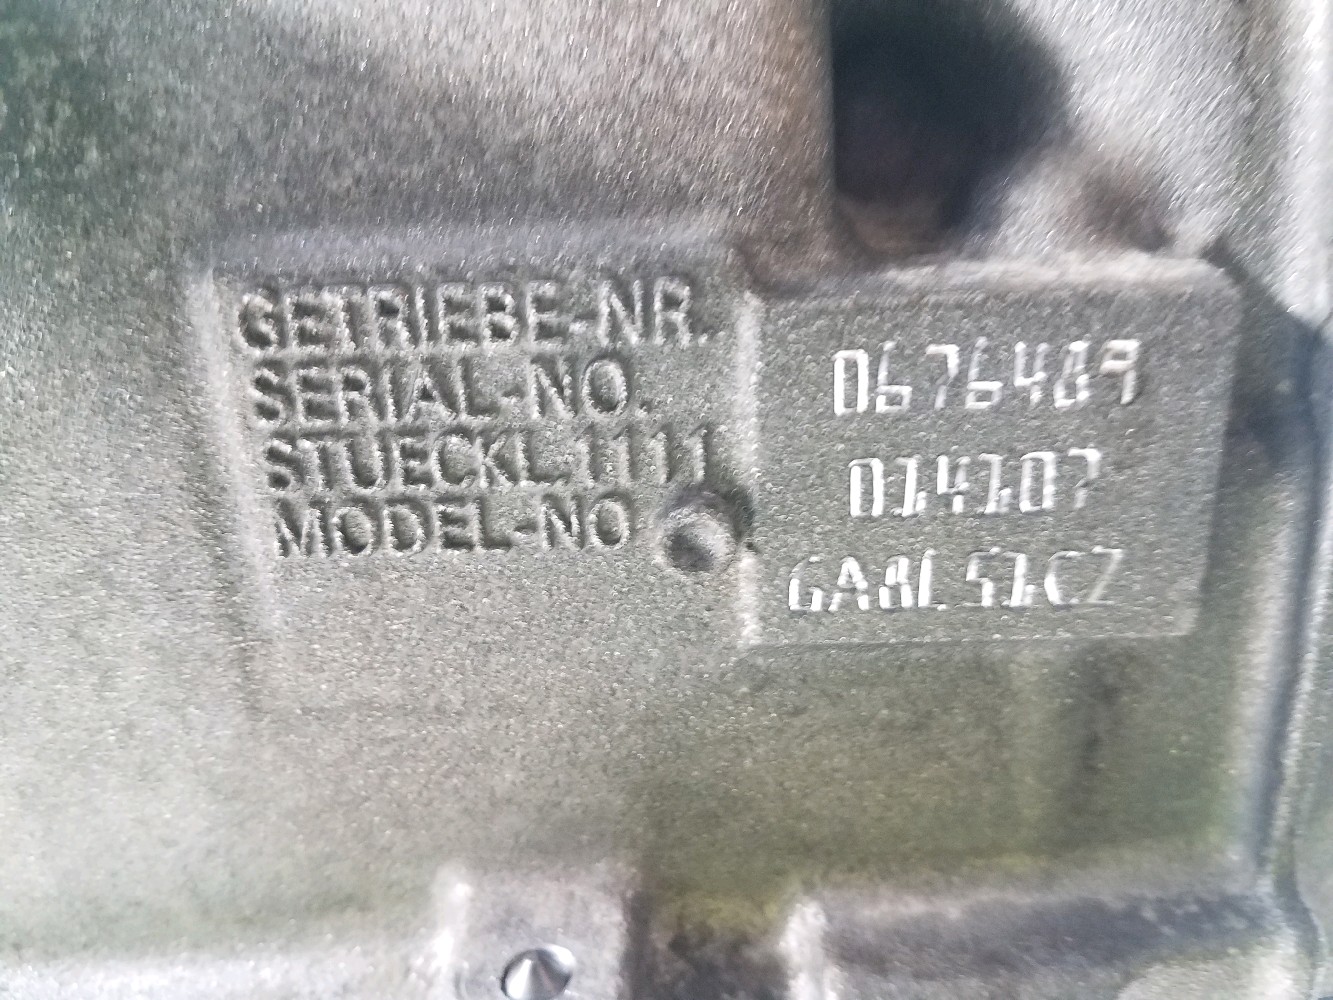 GETRIEBE-NR.
SERIAL-NO.
STUECKL.1111
MODEL-NO
0676489
014107
GA8L51CZ